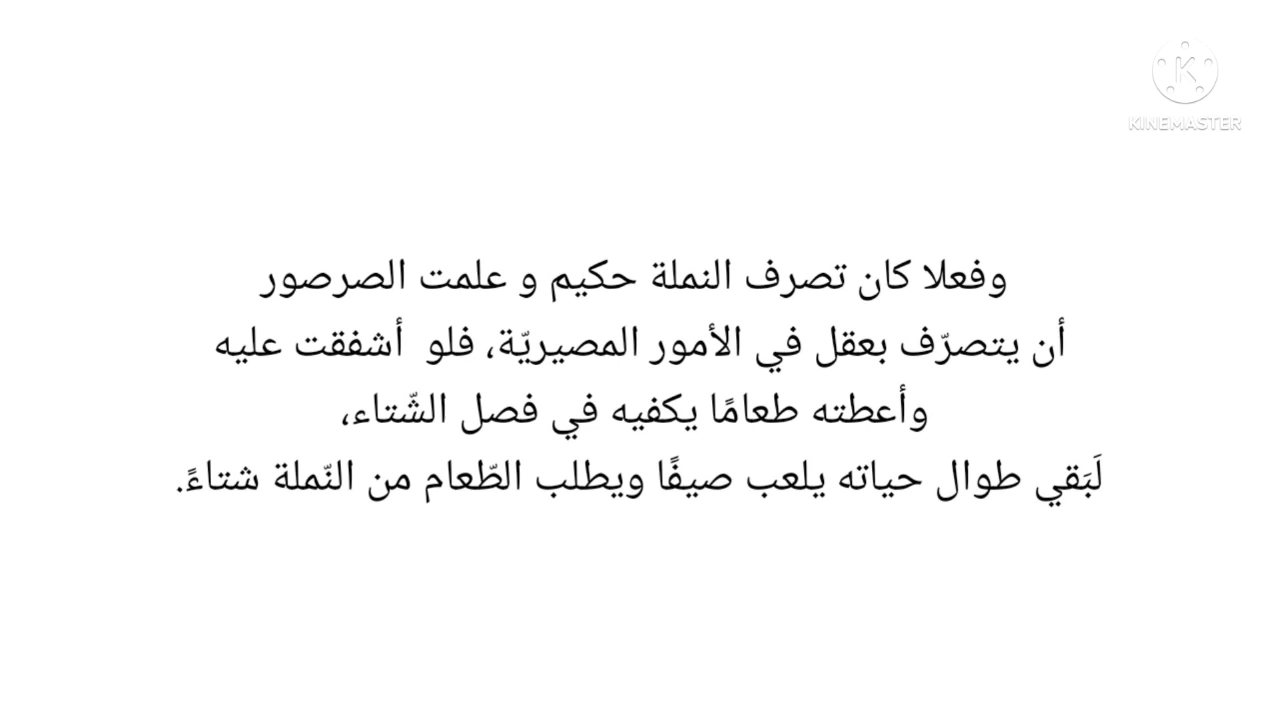 KINEMASTER
وفعلا كان تصرف النملة حكيم و علمت الصرصور
أن يتصرّف بعقل في الأمور المصيريّة، فلو أشفقت عليه
وأعطته طعامًا يكفيه في فصل الشّتاء،
لَبَقي طوال حياته يلعب صيفًا ويطلب الطّعام من النّملة شتاءً.